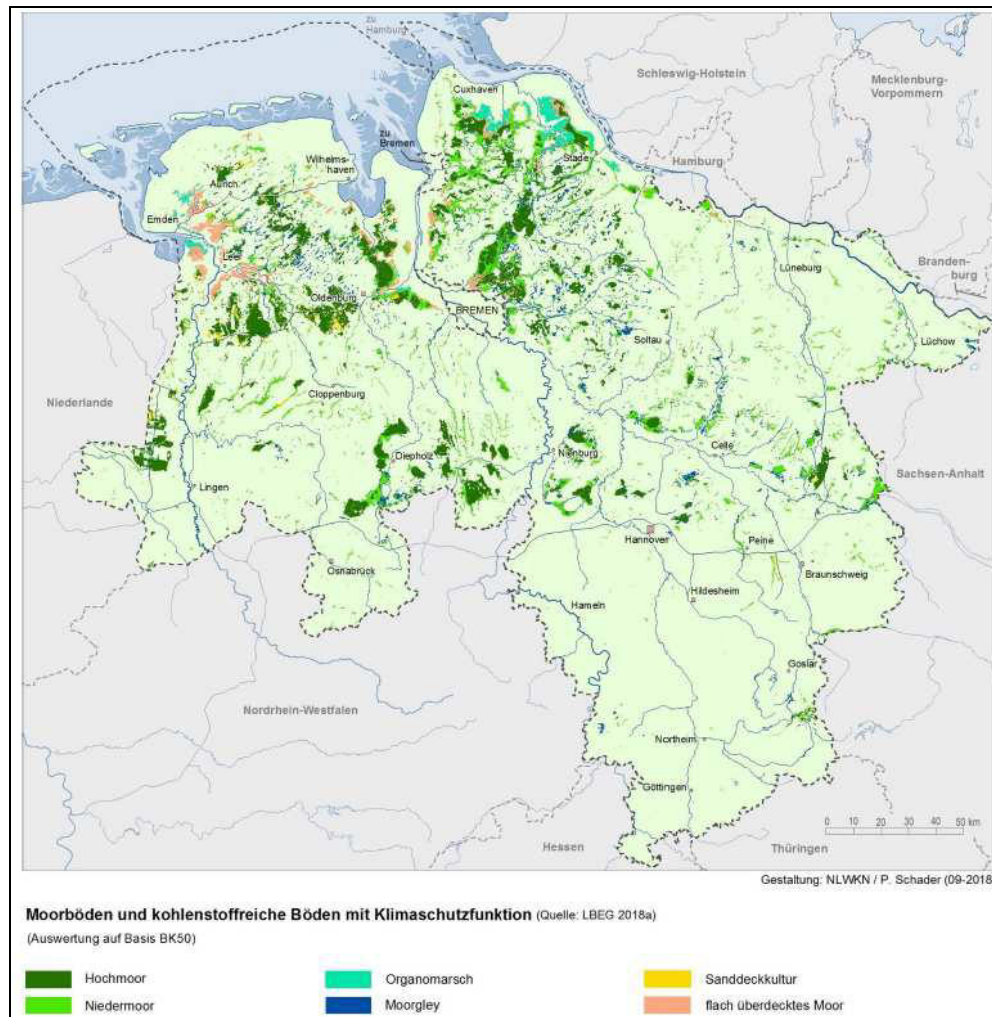 zu
Hamburg
Schleswig-Holstein
Mecklenburg-
Vorpommern
Cuxhaven
zu
Bremen
Stade
Hamburg
Wilhelms-
haven
Aurich
Emden
Leer
Lüneburg
Branden-
burg
Oldenburg
BREMEN
Soltau
Lüchow
Niederlande
Cloppenburg
Diepholz
Nienburg
Celle
Sachsen-Anhalt
Lingen
Hannover
Peine
Osnabrück
Braunschweig
Hameln
Hildesheim
Goslar
Nordrhein-Westfalen
Northeim
Göttingen
0 10 20 30 40 50 km
Hessen
Thüringen
Gestaltung: NLWKN / P. Schader (09-2018
Moorböden und kohlenstoffreiche Böden mit Klimaschutzfunktion (Quelle: LBEG 2018a)
(Auswertung auf Basis BK50)
Hochmoor
Organomarsch
Sanddeckkultur
Niedermoor
Moorgley
flach überdecktes Moor